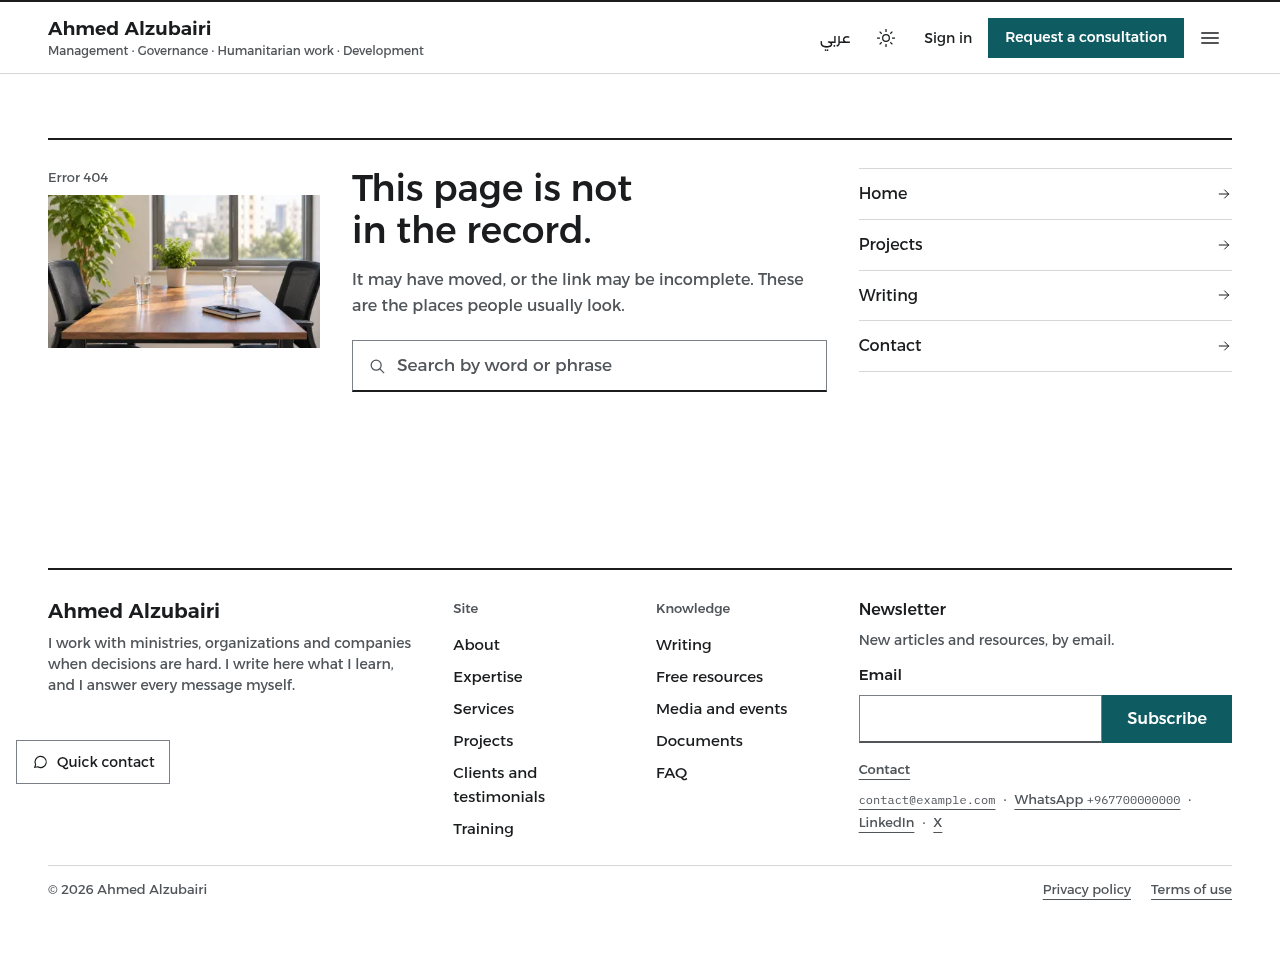 Ahmed Alzubairi
Management · Governance · Humanitarian work · Development
عربي
Sign in
Request a consultation
Error 404
This page is not
in the record.
It may have moved, or the link may be incomplete. These
are the places people usually look.
Search by word or phrase
Home
Projects
Writing
Contact
Ahmed Alzubairi
I work with ministries, organizations and companies
when decisions are hard. I write here what I learn,
and I answer every message myself.
Quick contact
Site
About
Expertise
Services
Projects
Clients and
testimonials
Training
Knowledge
Writing
Free resources
Media and events
Documents
FAQ
Newsletter
New articles and resources, by email.
Email
Subscribe
Contact
contact@example.com · WhatsApp +967700000000 ·
LinkedIn · X
© 2026 Ahmed Alzubairi
Privacy policy
Terms of use